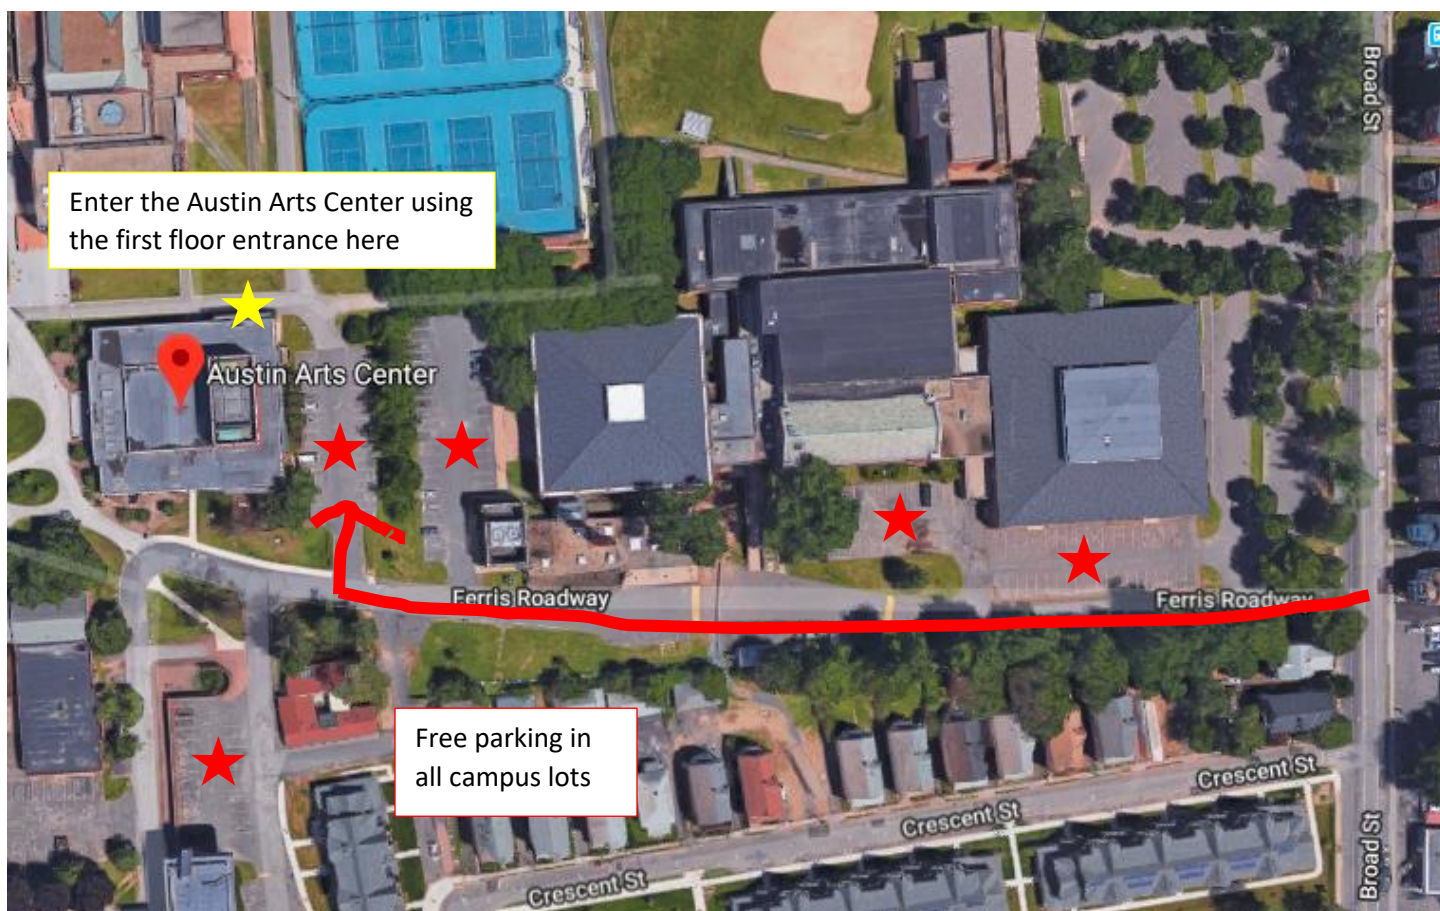 Broad St
Enter the Austin Arts Center using
the first floor entrance here
Austin Arts Center
Ferris Roadway
Ferris Roadway
Free parking in
all campus lots
Crescent St
Crescent St
Crescent St
Broad St